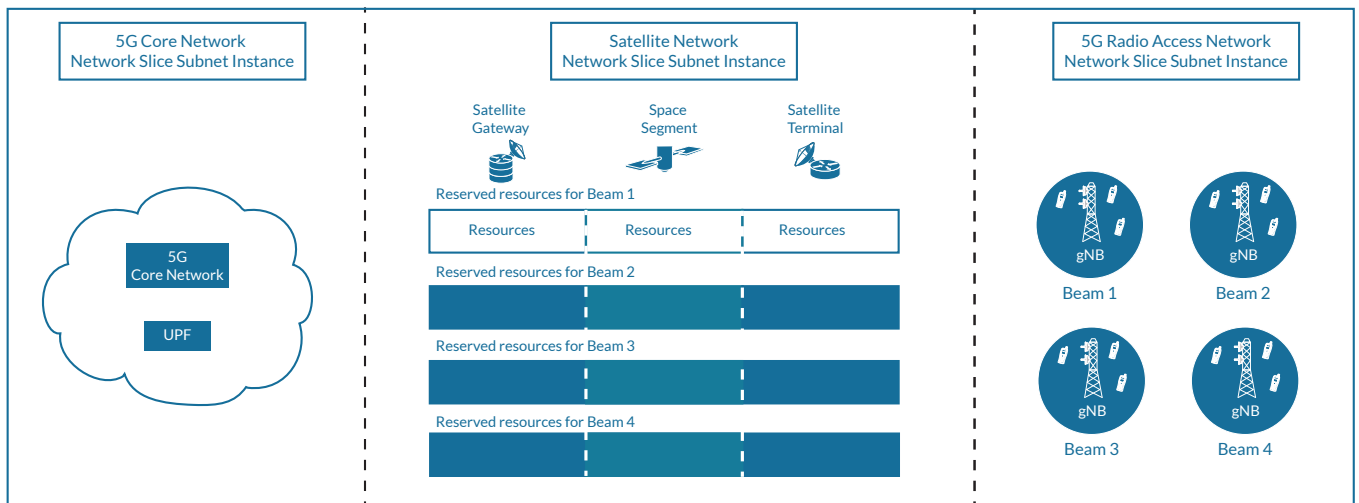 5G Core Network
Network Slice Subnet Instance
5G
Core Network
UPF
Satellite Network
Network Slice Subnet Instance
Satellite
Gateway
Space
Segment
Satellite
Terminal
Reserved resources for Beam 1
Resources
Resources
Resources
Reserved resources for Beam 2
Reserved resources for Beam 3
Reserved resources for Beam 4
5G Radio Access Network
Network Slice Subnet Instance
gNB
Beam 1
gNB
Beam 2
gNB
Beam 3
gNB
Beam 4